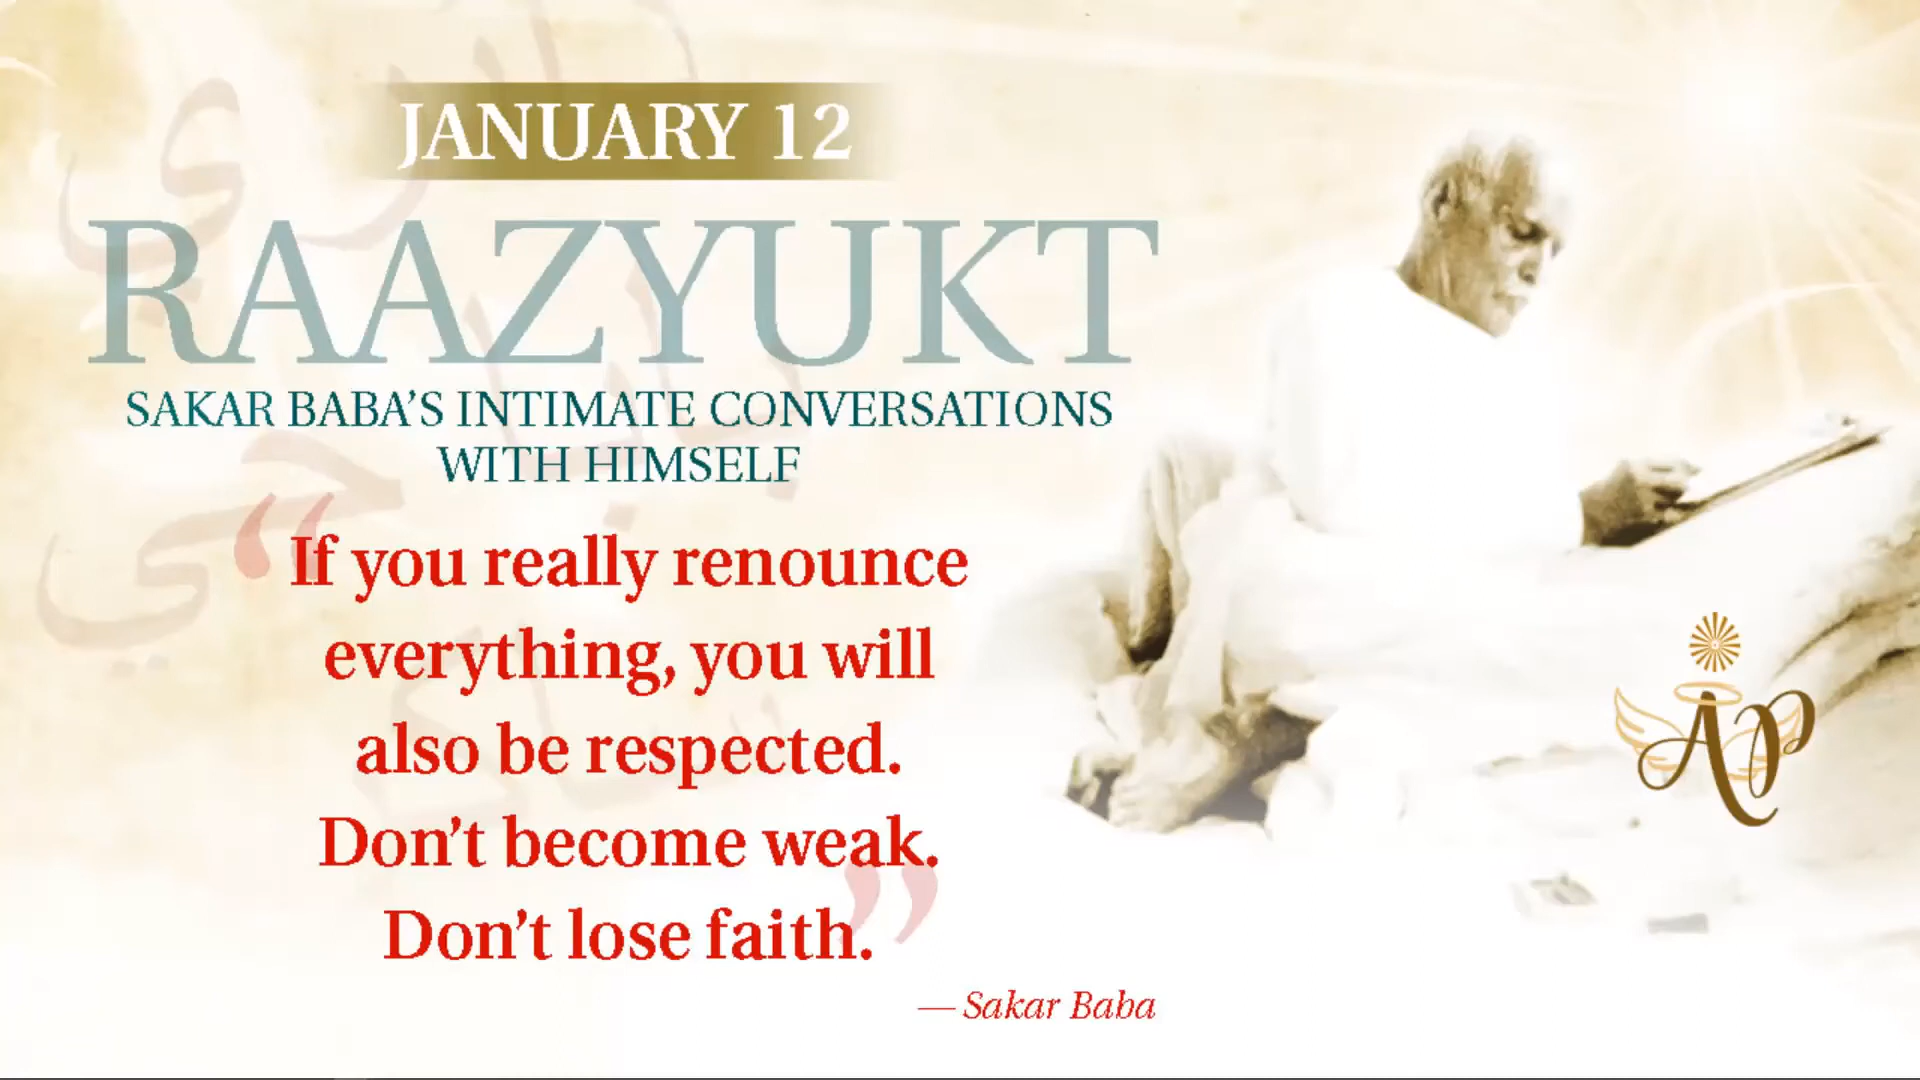 JANUARY 12
RAAZYUKT
SAKAR BABA’S INTIMATE CONVERSATIONS
WITH HIMSELF
“If you really renounce
everything, you will
also be respected.
Don’t become weak.
Don’t lose faith.”
— Sakar Baba
AP